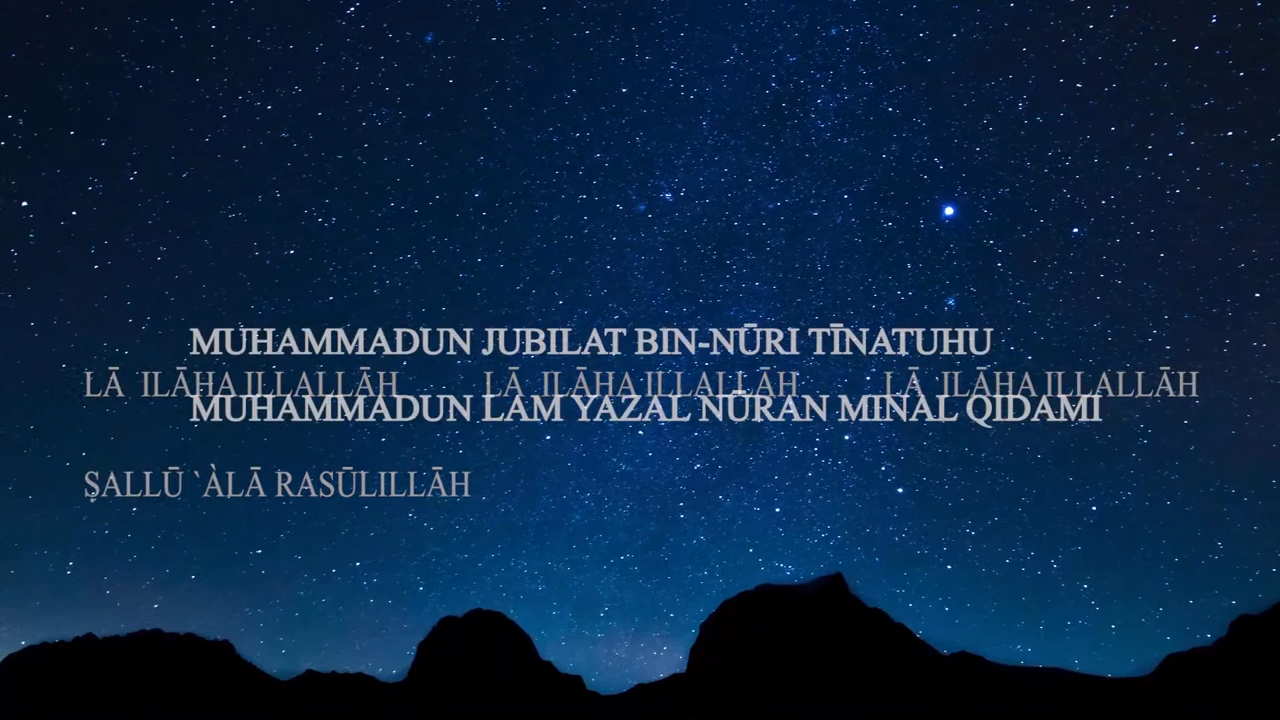 MUHAMMADUN JUBILAT BIN-NŪRI TĪNATUHU
LĀ ILĀHA ILLALLĀH LĀ ILĀHA ILLALLĀH LĀ ILĀHA ILLALLĀH
MUHAMMADUN LAM YAZAL NŪRAN MINAL QIDAMI
ṢALLŪ `ÀLĀ RASŪLILLĀH